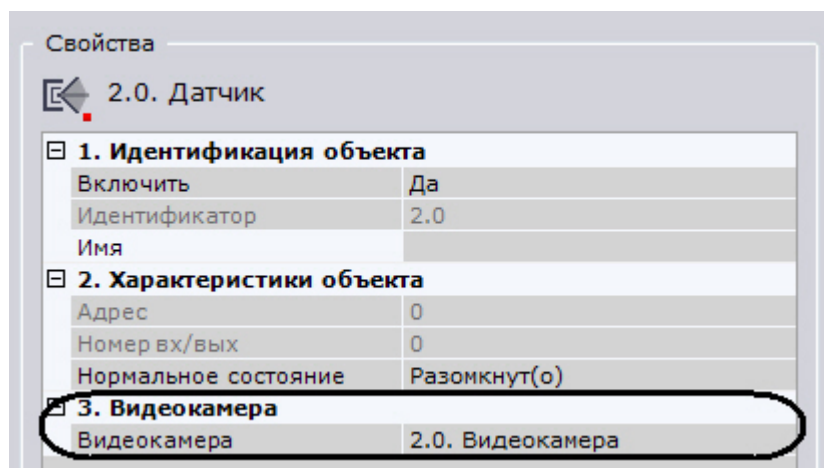 Свойства
2.0. Датчик
1. Идентификация объекта
Включить Да
Идентификатор 2.0
Имя
2. Характеристики объекта
Адрес 0
Номер вх/вых 0
Нормальное состояние Разомкнут(о)
3. Видеокамера
Видеокамера 2.0. Видеокамера